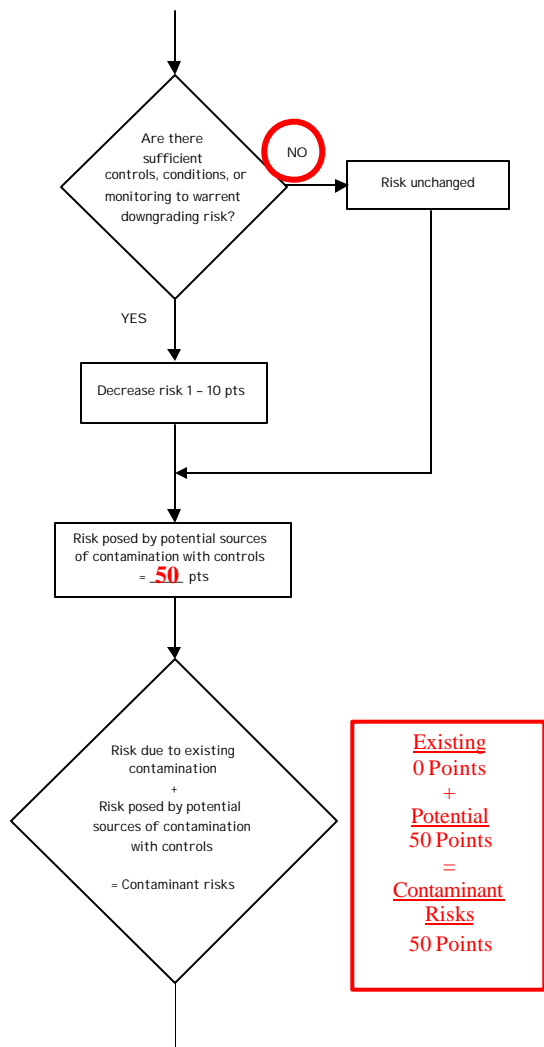 Are there
sufficient
controls, conditions, or
monitoring to warrent
downgrading risk?
NO
Risk unchanged
YES
Decrease risk 1 – 10 pts
Risk posed by potential sources
of contamination with controls
= 50 pts
Risk due to existing
contamination
+
Risk posed by potential
sources of contamination
with controls
= Contaminant risks
Existing
0 Points
+
Potential
50 Points
=
Contaminant
Risks
50 Points